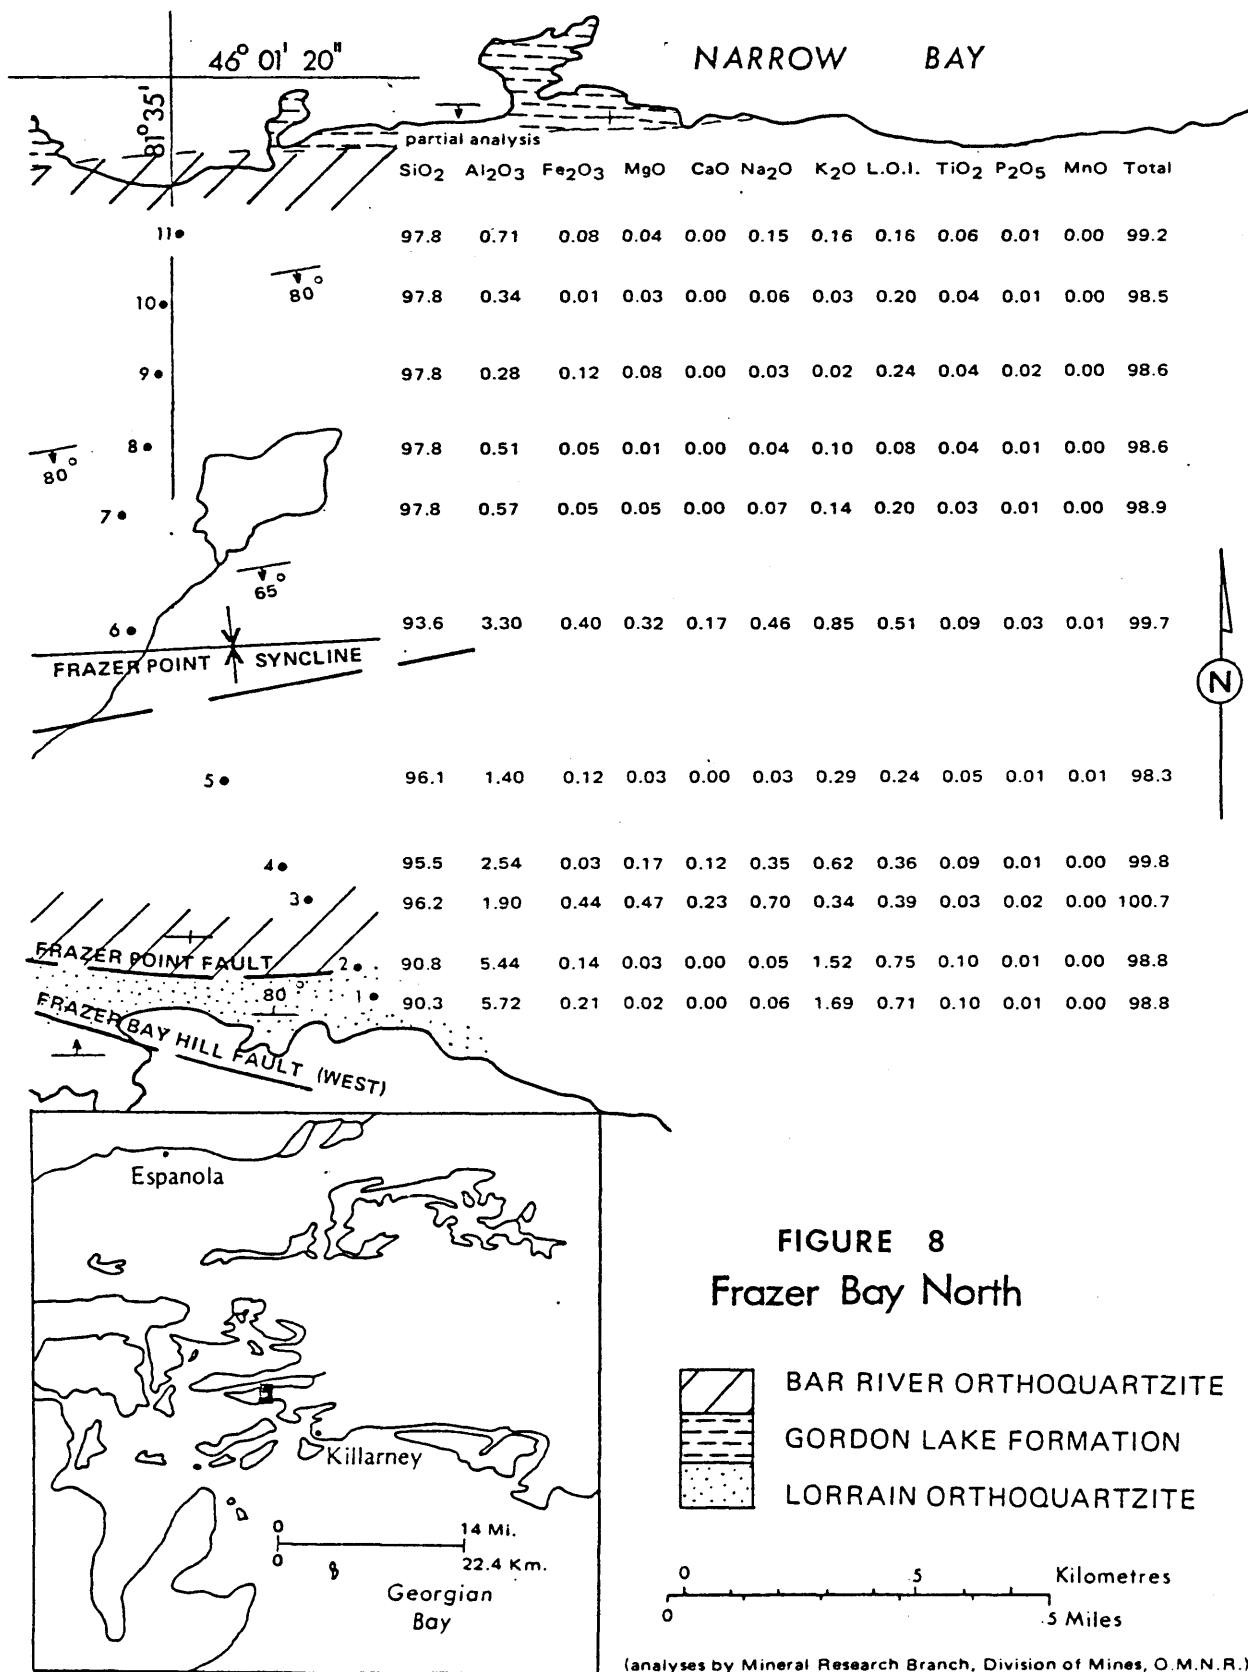 46° 01' 20"
NARROW BAY
81°35'
partial analysis
SiO₂ Al₂O₃ Fe₂O₃ MgO CaO Na₂O K₂O L.O.I. TiO₂ P₂O₅ MnO Total
11 97.8 0.71 0.08 0.04 0.00 0.15 0.16 0.16 0.06 0.01 0.00 99.2
80°
10 97.8 0.34 0.01 0.03 0.00 0.06 0.03 0.20 0.04 0.01 0.00 98.5
9 97.8 0.28 0.12 0.08 0.00 0.03 0.02 0.24 0.04 0.02 0.00 98.6
8 97.8 0.51 0.05 0.01 0.00 0.04 0.10 0.08 0.04 0.01 0.00 98.6
80°
7 97.8 0.57 0.05 0.05 0.00 0.07 0.14 0.20 0.03 0.01 0.00 98.9
65°
6 93.6 3.30 0.40 0.32 0.17 0.46 0.85 0.51 0.09 0.03 0.01 99.7
FRAZER POINT SYNCLINE
N
5 96.1 1.40 0.12 0.03 0.00 0.03 0.29 0.24 0.05 0.01 0.01 98.3
4 95.5 2.54 0.03 0.17 0.12 0.35 0.62 0.36 0.09 0.01 0.00 99.8
3 96.2 1.90 0.44 0.47 0.23 0.70 0.34 0.39 0.03 0.02 0.00 100.7
FRAZER POINT FAULT
2 90.8 5.44 0.14 0.03 0.00 0.05 1.52 0.75 0.10 0.01 0.00 98.8
80°
1 90.3 5.72 0.21 0.02 0.00 0.06 1.69 0.71 0.10 0.01 0.00 98.8
FRAZER BAY HILL FAULT (WEST)
Espanola
Killarney
0 14 Mi.
0 22.4 Km.
Georgian
Bay
FIGURE 8
Frazer Bay North
BAR RIVER ORTHOQUARTZITE
GORDON LAKE FORMATION
LORRAIN ORTHOQUARTZITE
0 .5 Kilometres
0 .5 Miles
(analyses by Mineral Research Branch, Division of Mines, O.M.N.R.)